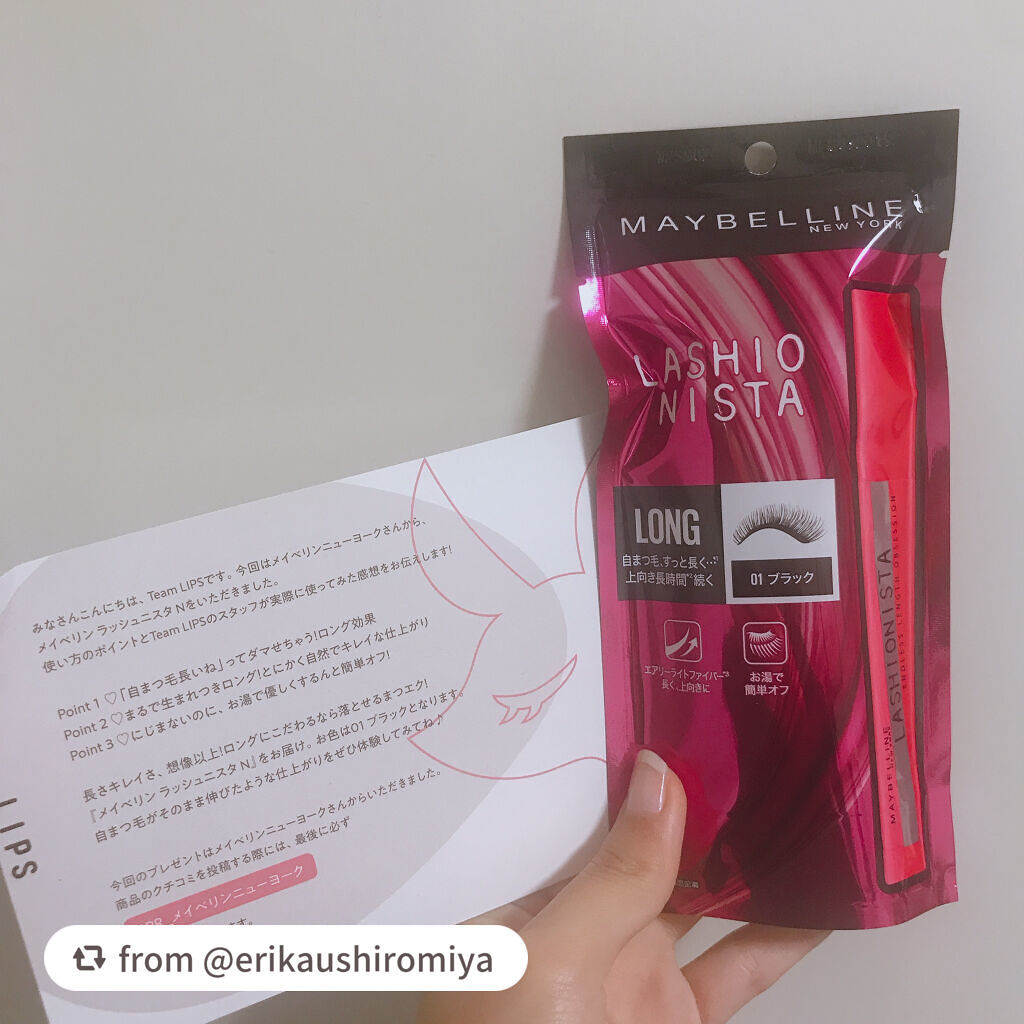 MAYBELLINE
NEW YORK
LASHIO
NISTA
LONG
自まつ毛、すっと長く…*¹
上向き長時間*²続く
01 ブラック
エアリーライトファイバー*³
長く、上向きに
お湯で
簡単オフ
MAYBELLINE
LASHIONISTA
ENDLESS LENGTH OBSESSION
みなさんこんにちは、Team LIPSです。今回はメイベリンニューヨークさんから、
メイベリン ラッシュニスタ Nをいただきました。
使い方のポイントとTeam LIPSのスタッフが実際に使ってみた感想をお伝えします!
Point 1 ♡「自まつ毛長いね」ってダマせちゃう!ロング効果
Point 2 ♡まるで生まれつきロング!とにかく自然でキレイな仕上がり
Point 3 ♡にじまないのに、お湯で優しくするんと簡単オフ!
長さキレイさ、想像以上!ロングにこだわるなら落とせるまつエク!
『メイベリン ラッシュニスタ N』をお届け。お色は01 ブラックとなります。
自まつ毛がそのまま伸びたような仕上がりをぜひ体験してみてね♪
今回のプレゼントはメイベリンニューヨークさんからいただきました。
商品のクチコミを投稿する際には、最後に必ず
PR_メイベリンニューヨーク
ます。
LIPS
from @erikaushiromiya